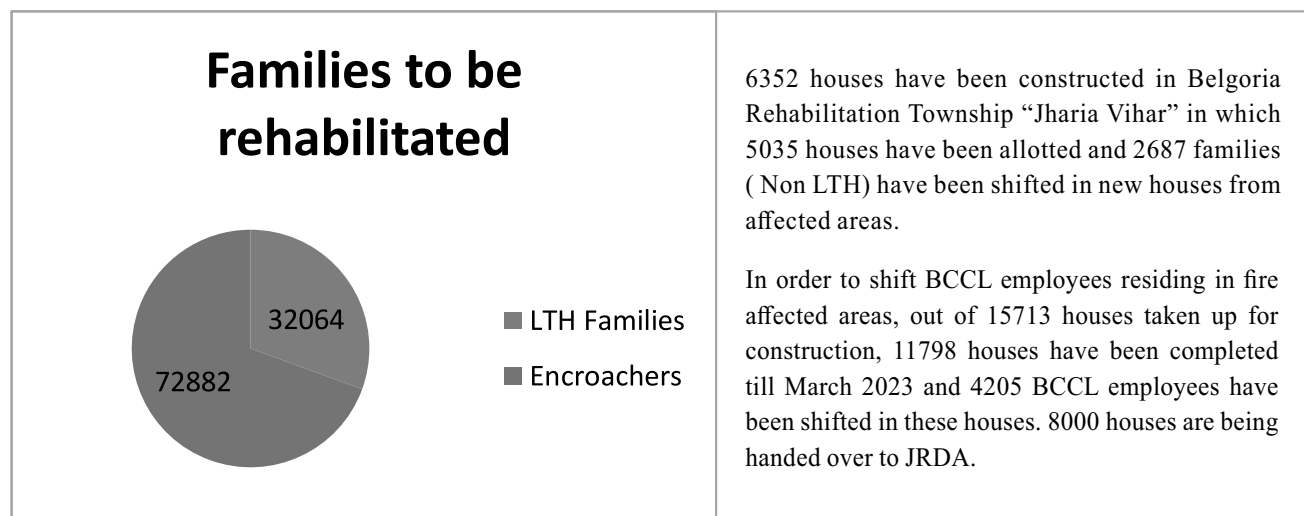 Families to be
rehabilitated
32064
72882
LTH Families
Encroachers
6352 houses have been constructed in Belgoria
Rehabilitation Township “Jharia Vihar” in which
5035 houses have been allotted and 2687 families
( Non LTH) have been shifted in new houses from
affected areas.
In order to shift BCCL employees residing in fire
affected areas, out of 15713 houses taken up for
construction, 11798 houses have been completed
till March 2023 and 4205 BCCL employees have
been shifted in these houses. 8000 houses are being
handed over to JRDA.